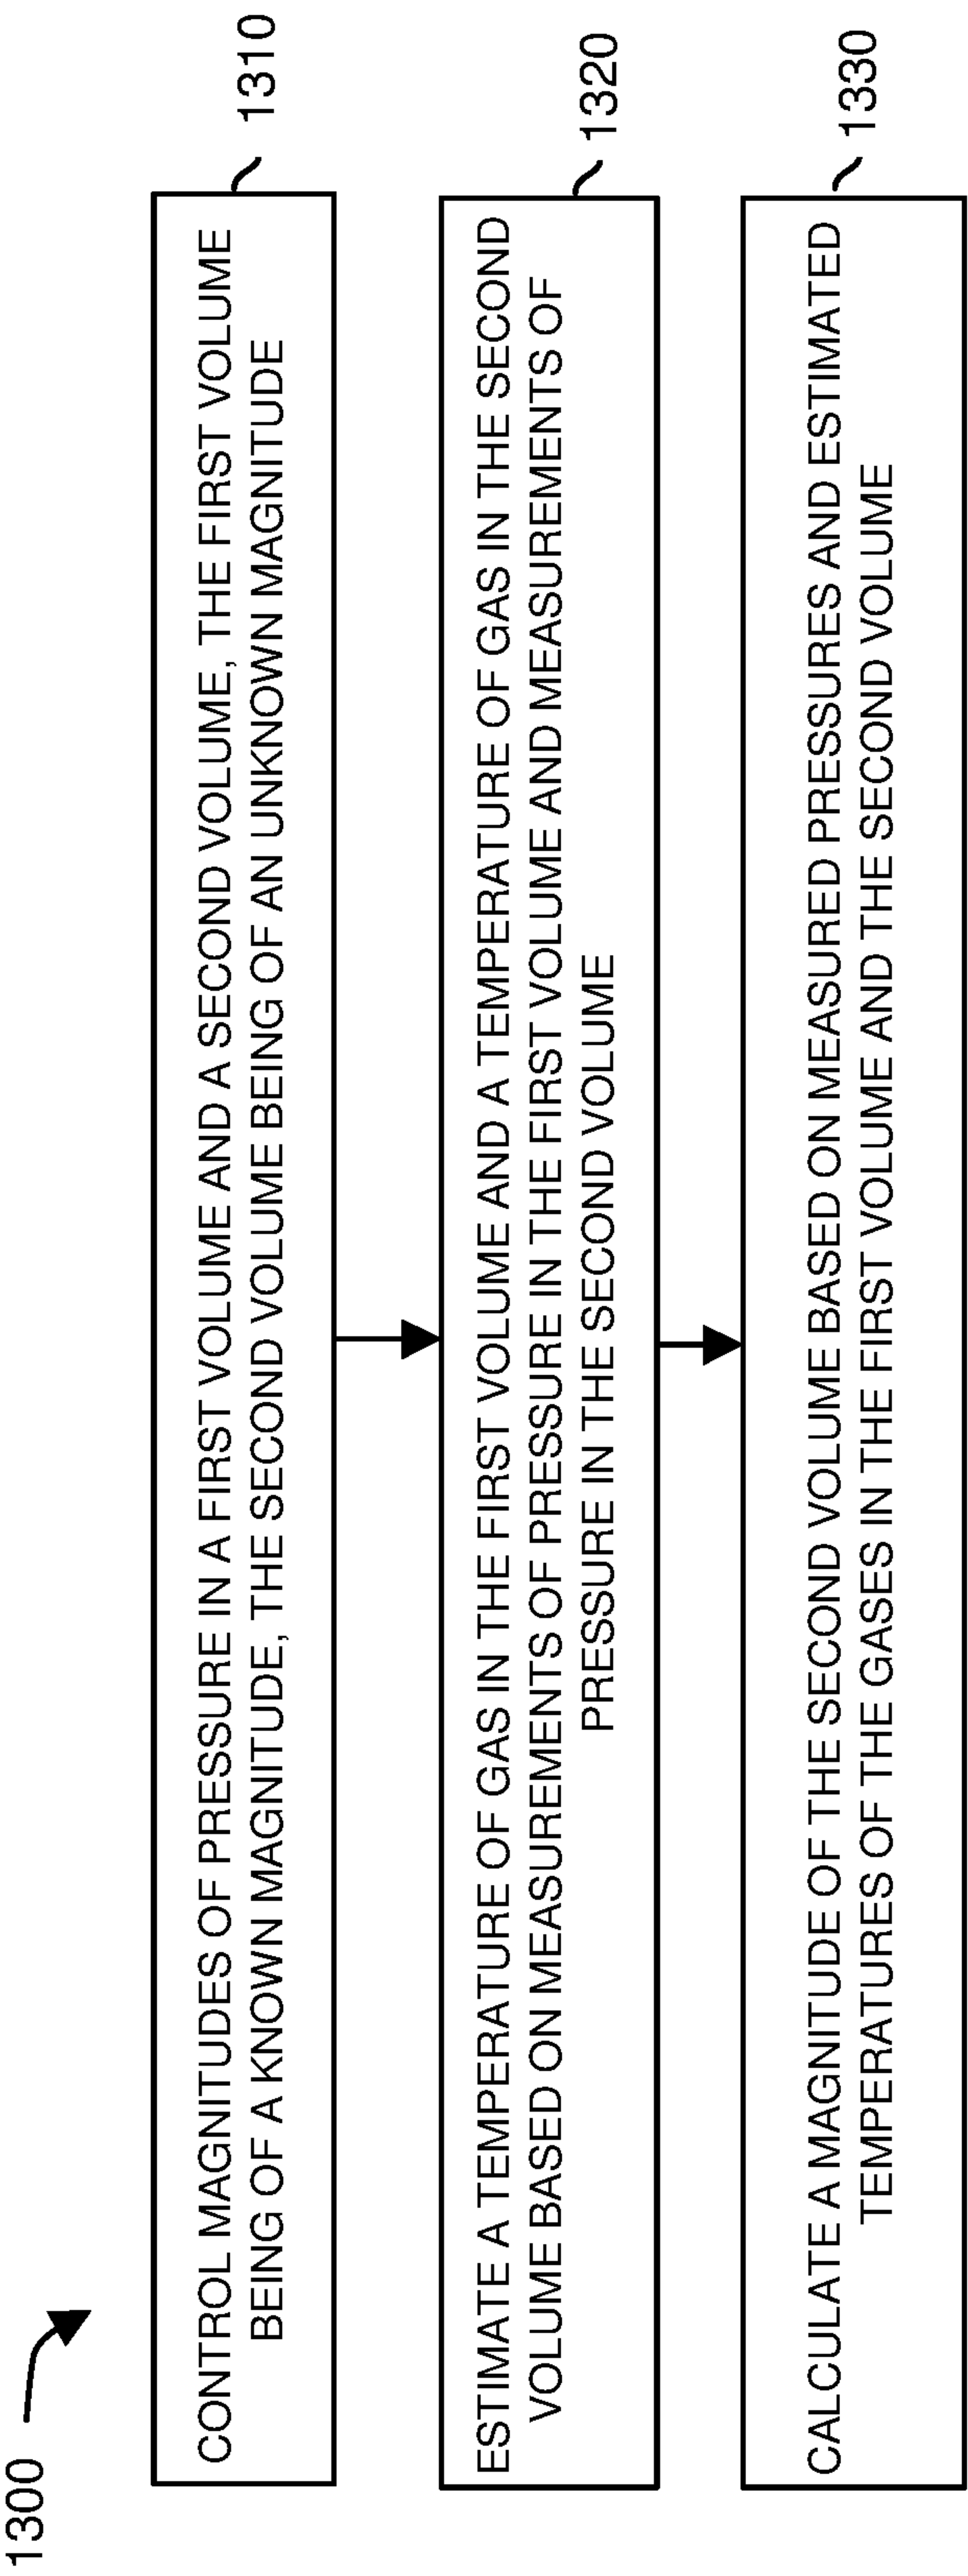 1300
CONTROL MAGNITUDES OF PRESSURE IN A FIRST VOLUME AND A SECOND VOLUME, THE FIRST VOLUME
BEING OF A KNOWN MAGNITUDE, THE SECOND VOLUME BEING OF AN UNKNOWN MAGNITUDE
1310
ESTIMATE A TEMPERATURE OF GAS IN THE FIRST VOLUME AND A TEMPERATURE OF GAS IN THE SECOND
VOLUME BASED ON MEASUREMENTS OF PRESSURE IN THE FIRST VOLUME AND MEASUREMENTS OF
PRESSURE IN THE SECOND VOLUME
1320
CALCULATE A MAGNITUDE OF THE SECOND VOLUME BASED ON MEASURED PRESSURES AND ESTIMATED
TEMPERATURES OF THE GASES IN THE FIRST VOLUME AND THE SECOND VOLUME
1330